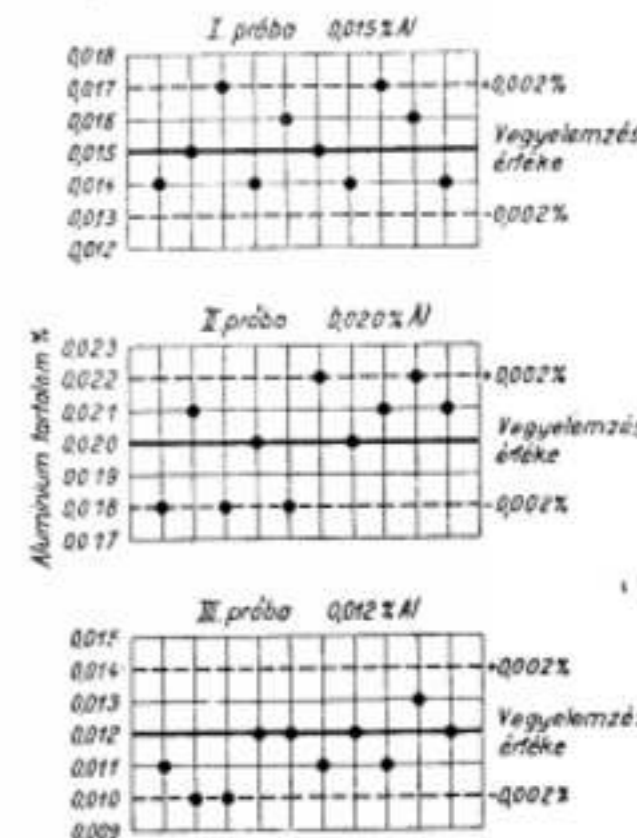 I. próba 0,015% Al
0,018
0,017
0,016
0,015
0,014
0,013
0,012
+0,002%
Vegyelemzés
értéke
-0,002%
Alumínium tartalom %
II. próba 0,020% Al
0,023
0,022
0,021
0,020
0,019
0,018
0,017
+0,002%
Vegyelemzés
értéke
-0,002%
III. próba 0,012% Al
0,015
0,014
0,013
0,012
0,011
0,010
0,009
+0,002%
Vegyelemzés
értéke
-0,002%